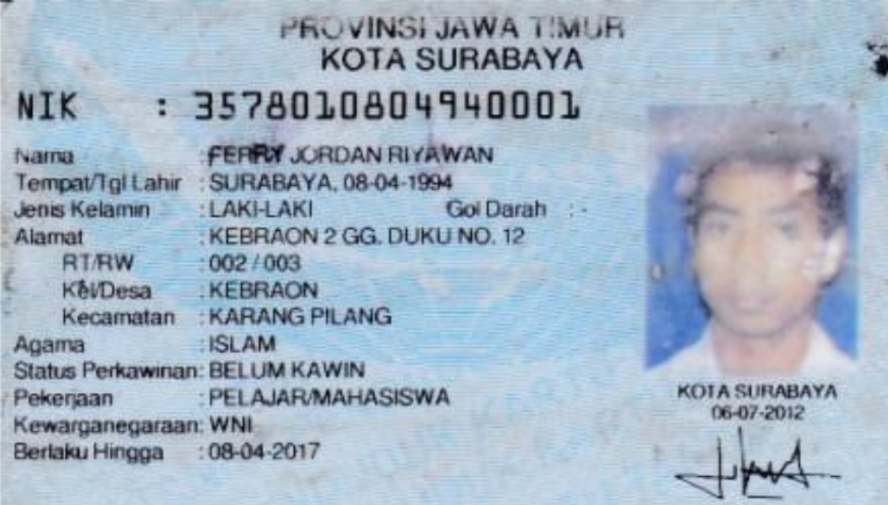 PROVINSI JAWA TIMUR
KOTA SURABAYA
NIK : 3578010804940001
Nama : FERRY JORDAN RIYAWAN
Tempat/Tgl Lahir : SURABAYA, 08-04-1994
Jenis Kelamin : LAKI-LAKI Gol Darah : -
Alamat : KEBRAON 2 GG. DUKU NO. 12
RT/RW : 002 / 003
Kel/Desa : KEBRAON
Kecamatan : KARANG PILANG
Agama : ISLAM
Status Perkawinan: BELUM KAWIN
Pekerjaan : PELAJAR/MAHASISWA
Kewarganegaraan: WNI
Berlaku Hingga : 08-04-2017
KOTA SURABAYA
06-07-2012